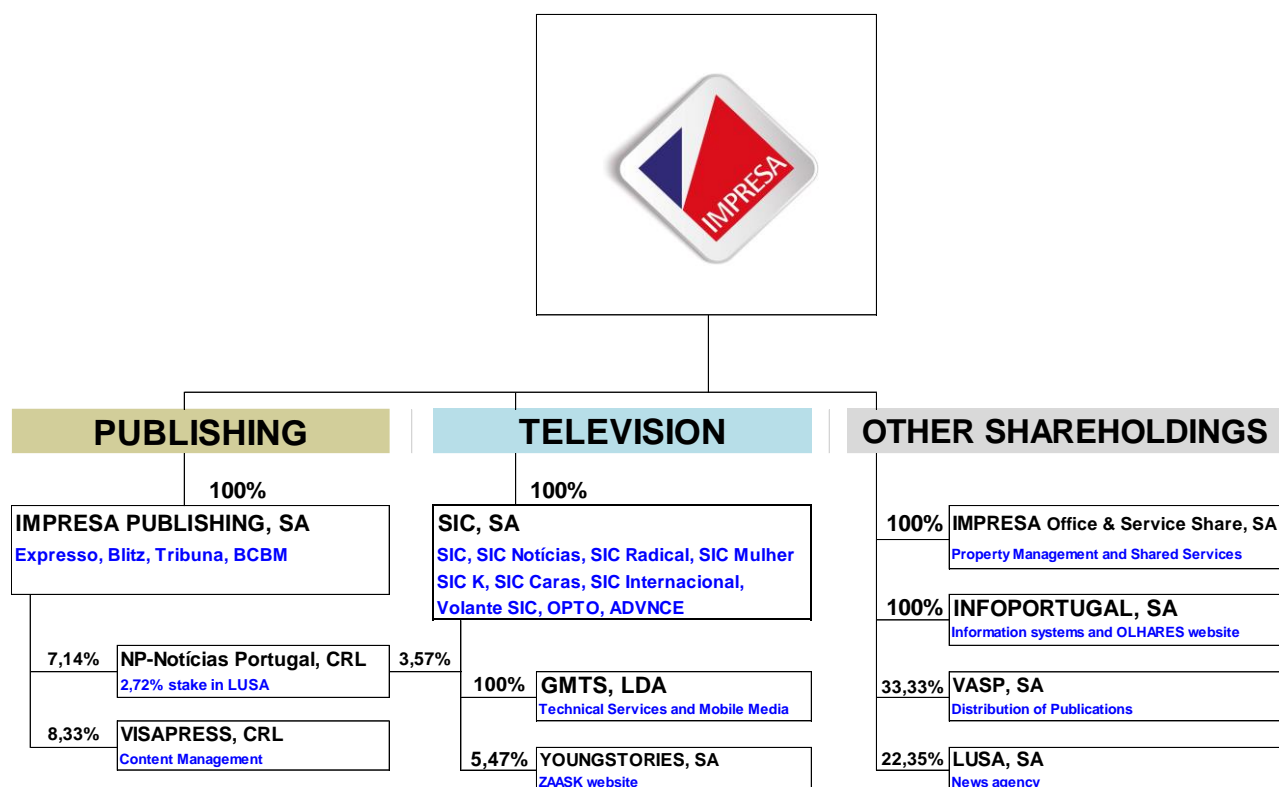 IMPRESA
PUBLISHING
100%
IMPRESA PUBLISHING, SA
Expresso, Blitz, Tribuna, BCBM
7,14%
NP-Notícias Portugal, CRL
2,72% stake in LUSA
8,33%
VISAPRESS, CRL
Content Management
TELEVISION
100%
SIC, SA
SIC, SIC Notícias, SIC Radical, SIC Mulher
SIC K, SIC Caras, SIC Internacional,
Volante SIC, OPTO, ADVNCE
3,57%
100%
GMTS, LDA
Technical Services and Mobile Media
5,47%
YOUNGSTORIES, SA
ZAASK website
OTHER SHAREHOLDINGS
100%
IMPRESA Office & Service Share, SA
Property Management and Shared Services
100%
INFOPORTUGAL, SA
Information systems and OLHARES website
33,33%
VASP, SA
Distribution of Publications
22,35%
LUSA, SA
News agency